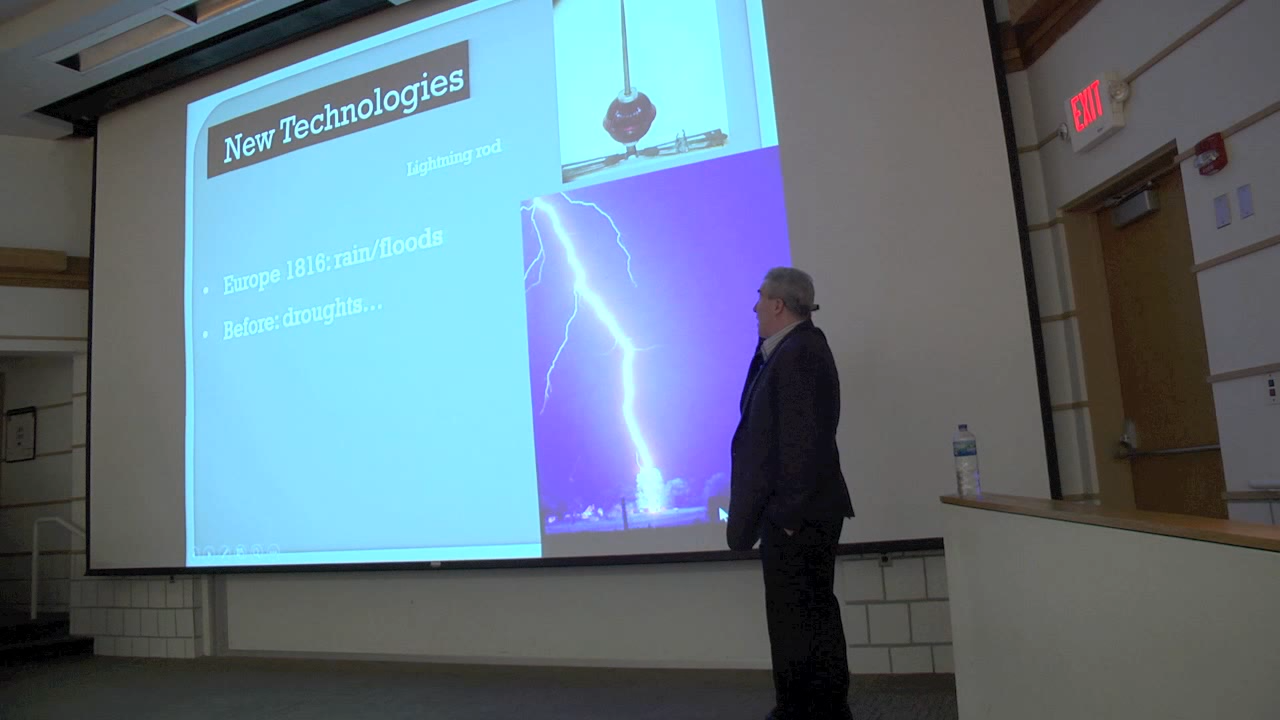 New Technologies
Lightning rod
Europe 1816: rain/floods
Before: droughts...
EXIT